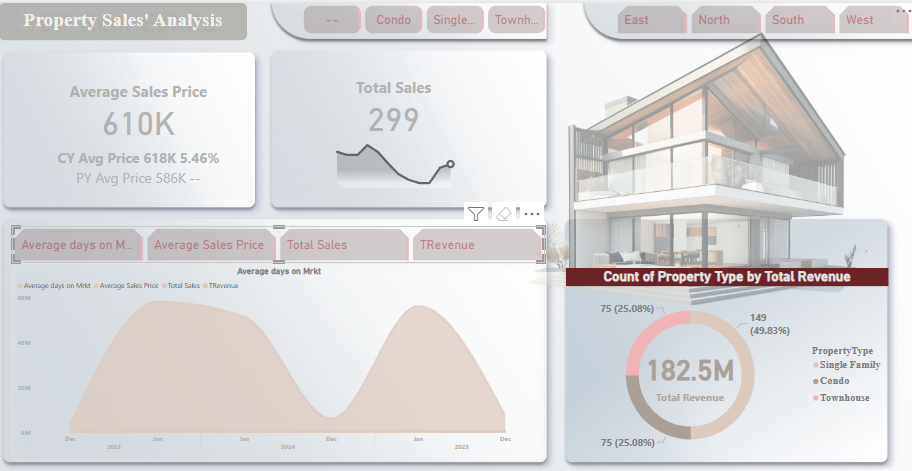 Property Sales' Analysis
--
Condo
Single...
Townh...
East
North
South
West
Average Sales Price
610K
CY Avg Price 618K 5.46%
PY Avg Price 586K --
Total Sales
299
Average days on M...
Average Sales Price
Total Sales
TRevenue
Average days on Mrkt
Average days on Mrkt
Average Sales Price
Total Sales
TRevenue
60M
40M
20M
0M
Dec
Jan
Jan
Dec
Jan
Dec
2022
2024
2023
Count of Property Type by Total Revenue
75 (25.08%)
149
(49.83%)
182.5M
Total Revenue
75 (25.08%)
PropertyType
Single Family
Condo
Townhouse